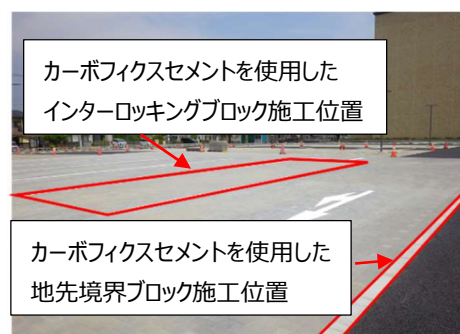 カーボフィクスセメントを使用した
インターロッキングブロック施工位置
カーボフィクスセメントを使用した
地先境界ブロック施工位置